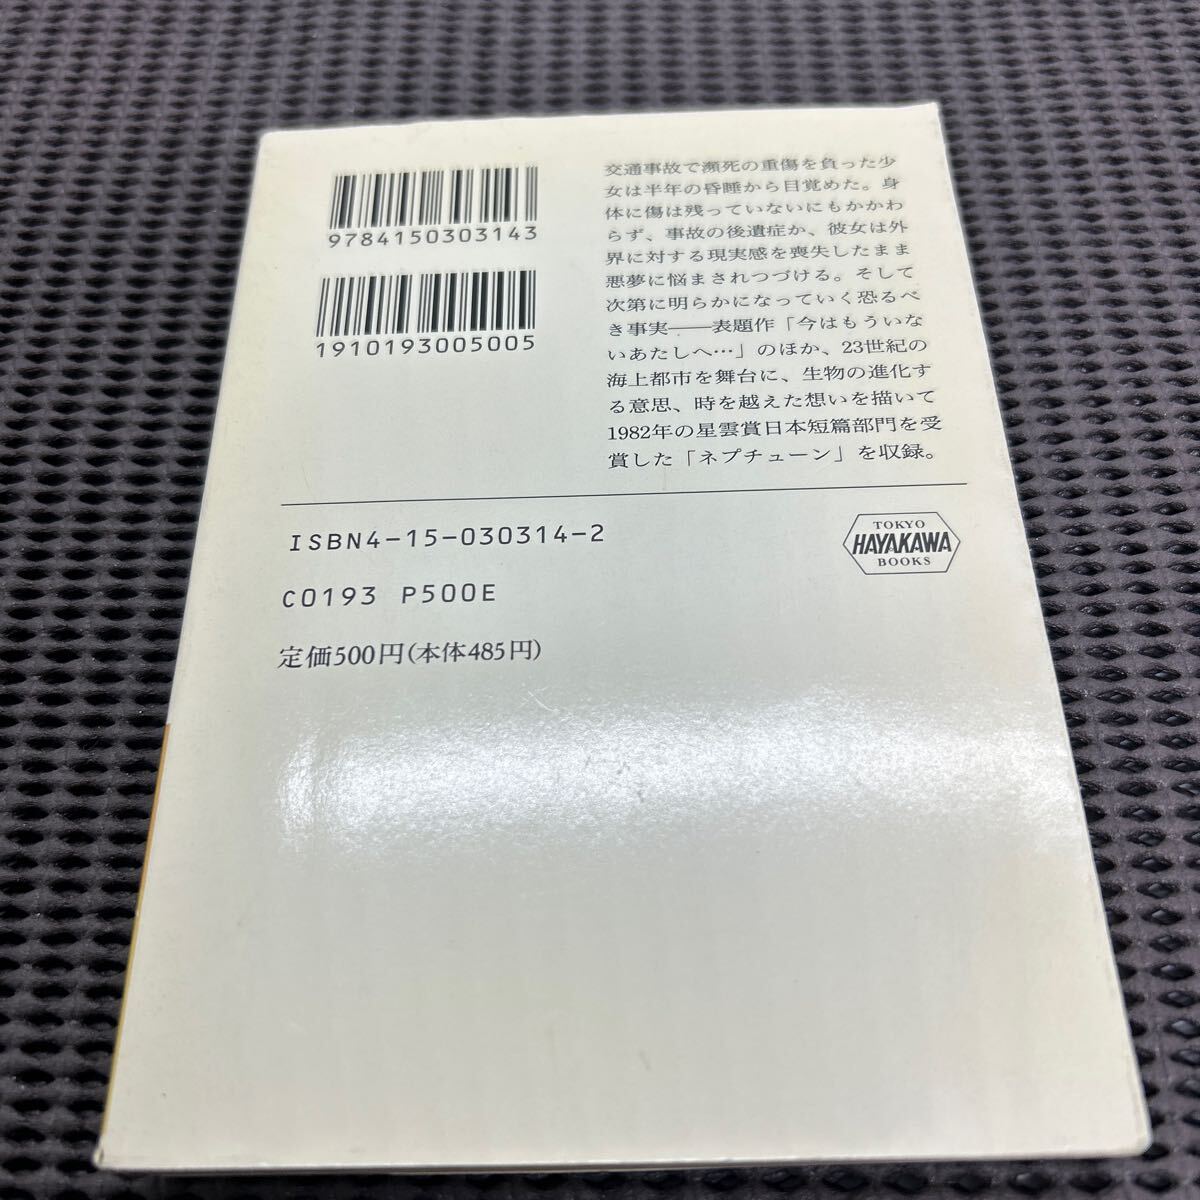 9784150303143
1910193005005
交通事故で瀕死の重傷を負った少
女は半年の昏睡から目覚めた。身
体に傷は残っていないにもかかわ
らず、事故の後遺症か、彼女は外
界に対する現実感を喪失したまま
悪夢に悩まされつづける。そして
次第に明らかになっていく恐るべ
き事実――表題作「今はもういな
いあたしへ…」のほか、23世紀の
海上都市を舞台に、生物の進化す
る意思、時を越えた想いを描いて
1982年の星雲賞日本短篇部門を受
賞した「ネプチューン」を収録。
ISBN4-15-030314-2
C0193 P500E
定価500円(本体485円)
TOKYO
HAYAKAWA
BOOKS